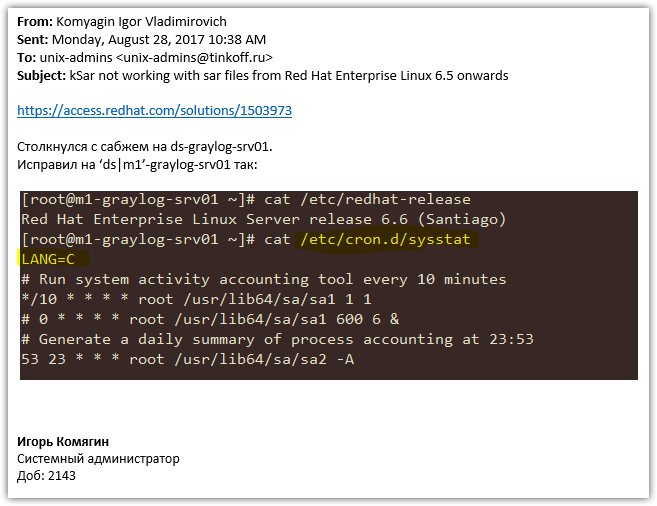 From: Komyagin Igor Vladimirovich
Sent: Monday, August 28, 2017 10:38 AM
To: unix-admins <unix-admins@tinkoff.ru>
Subject: kSar not working with sar files from Red Hat Enterprise Linux 6.5 onwards
https://access.redhat.com/solutions/1503973
Столкнулся с сабжем на ds-graylog-srv01.
Исправил на ‘ds|m1’-graylog-srv01 так:
[root@m1-graylog-srv01 ~]# cat /etc/redhat-release
Red Hat Enterprise Linux Server release 6.6 (Santiago)
[root@m1-graylog-srv01 ~]# cat /etc/cron.d/sysstat
LANG=C
# Run system activity accounting tool every 10 minutes
*/10 * * * * root /usr/lib64/sa/sa1 1 1
# 0 * * * * root /usr/lib64/sa/sa1 600 6 &
# Generate a daily summary of process accounting at 23:53
53 23 * * * root /usr/lib64/sa/sa2 -A
Игорь Комягин
Системный администратор
Доб: 2143